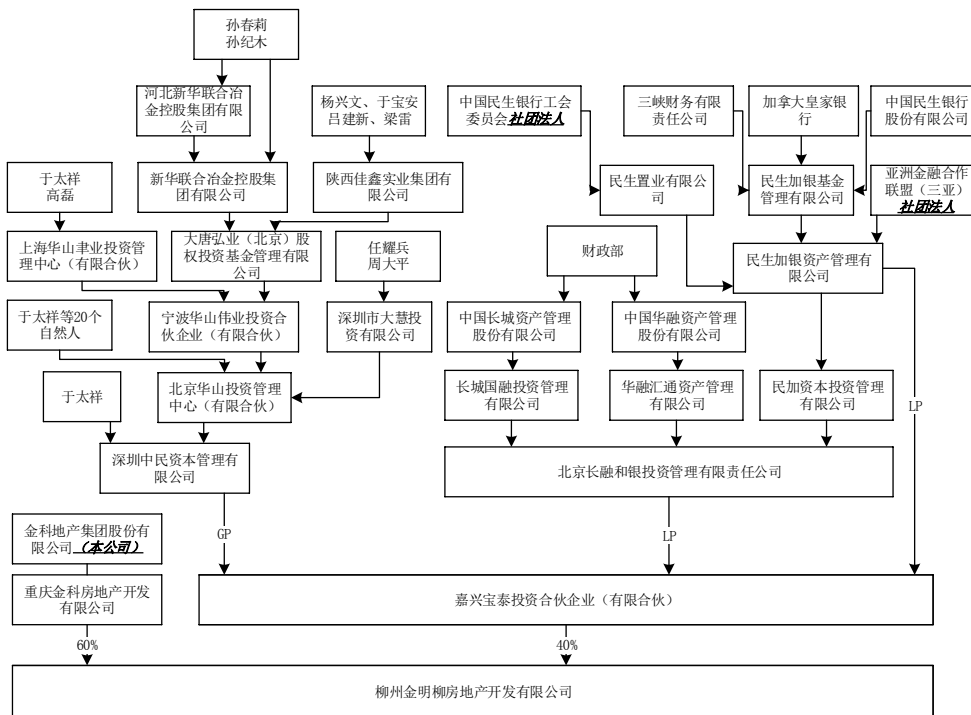 孙春莉
孙纪木
河北新华联合冶
金控股集团有限
公司
杨兴文、于宝安
吕建新、梁雷
中国民生银行工会
委员会社团法人
三峡财务有限
责任公司
加拿大皇家银
行
中国民生银行
股份有限公司
于太祥
高磊
新华联合冶金控股集
团有限公司
陕西佳鑫实业集团有
限公司
民生置业有限公
司
民生加银基金
管理有限公司
亚洲金融合作
联盟（三亚）
社团法人
上海华山聿业投资管
理中心（有限合伙）
大唐弘业（北京）股
权投资基金管理有限
公司
任耀兵
周大平
财政部
民生加银资产管理有
限公司
于太祥等20个
自然人
宁波华山伟业投资合
伙企业（有限合伙）
深圳市大慧投
资有限公司
中国长城资产管理
股份有限公司
中国华融资产管理
股份有限公司
于太祥
北京华山投资管理
中心（有限合伙）
长城国融投资管理
有限公司
华融汇通资产管理
有限公司
民加资本投资管理
有限公司
LP
深圳中民资本管理有
限公司
北京长融和银投资管理有限责任公司
金科地产集团股份有
限公司（本公司）
GP
LP
重庆金科房地产开发
有限公司
嘉兴宝泰投资合伙企业（有限合伙）
60%
40%
柳州金明柳房地产开发有限公司